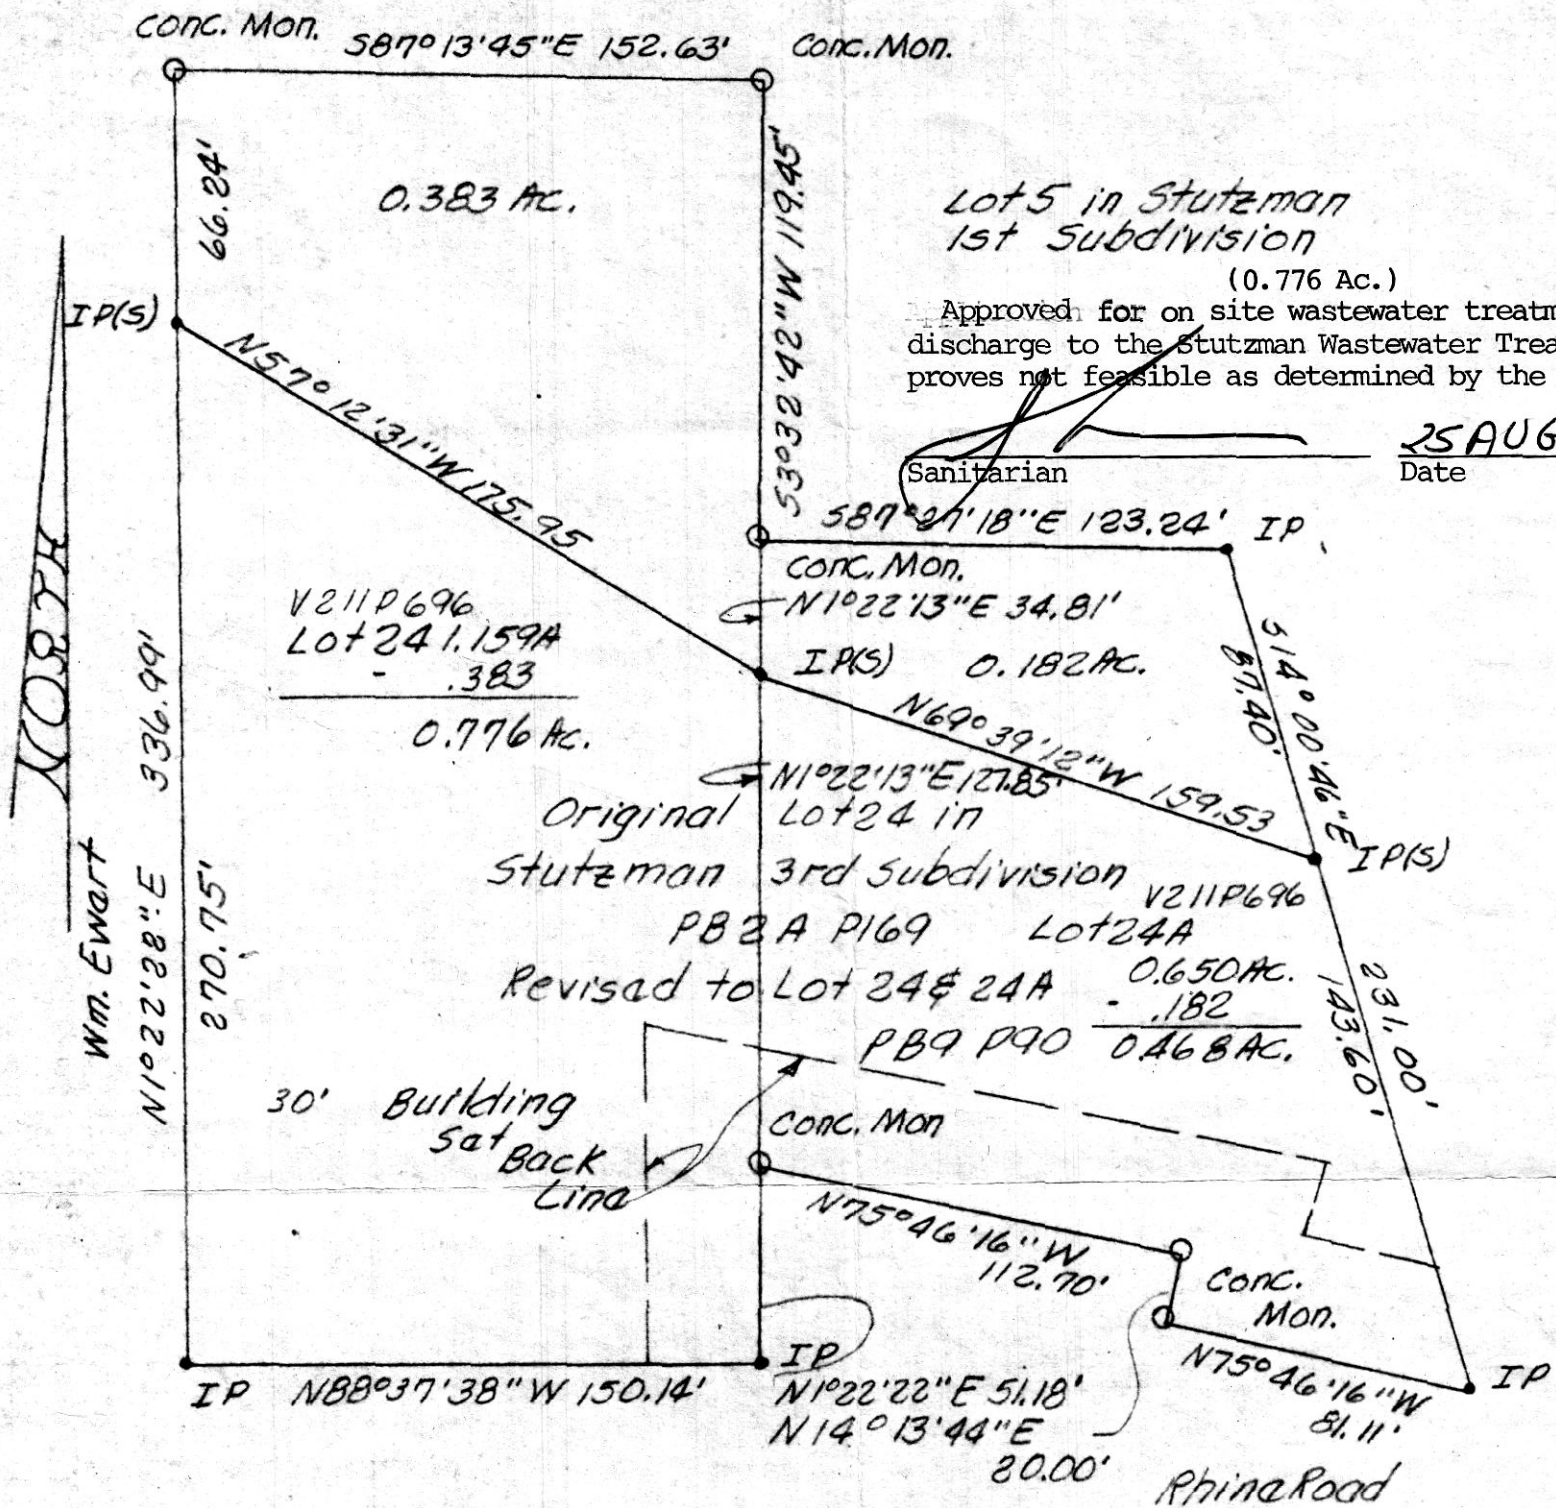 Conc. Mon.
S87°13'45"E 152.63'
Conc. Mon.
66.24'
0.383 Ac.
S3°32'42"W 119.45'
Lot 5 in Stutzman
1st Subdivision
(0.776 Ac.)
Approved for on site wastewater
discharge to the Stutzman Wastewater
proves not feasible as determined by the
25 AUG
Sanitarian
Date
IP(S)
N57°12'31"W 175.95
S87°27'18"E 123.24'
IP
Conc. Mon.
N1°22'13"E 34.81'
NORTH
V211P696
Lot 24 1.159A
- .383
0.776 Ac.
IP(S)
0.182 Ac.
S14°00'46"E
87.40'
N69°39'12"W 159.53
N1°22'13"E 127.85'
IP(S)
Original Lot 24 in
Stutzman 3rd Subdivision
PB2A P169
Revised to Lot 24 & 24A
PB9 P90
V211P696
Lot 24A
0.650 AC.
- .182
0.468 AC.
336.99'
Wm. Ewart
N1°22'28"E
270.75'
231.00'
143.60'
30' Building
Set Back
Line
Conc. Mon
N75°46'16"W
112.70'
Conc.
Mon.
IP
N88°37'38"W 150.14'
IP
N1°22'22"E 51.18'
N14°13'44"E
20.00'
N75°46'16"W
81.11'
IP
Rhine Road